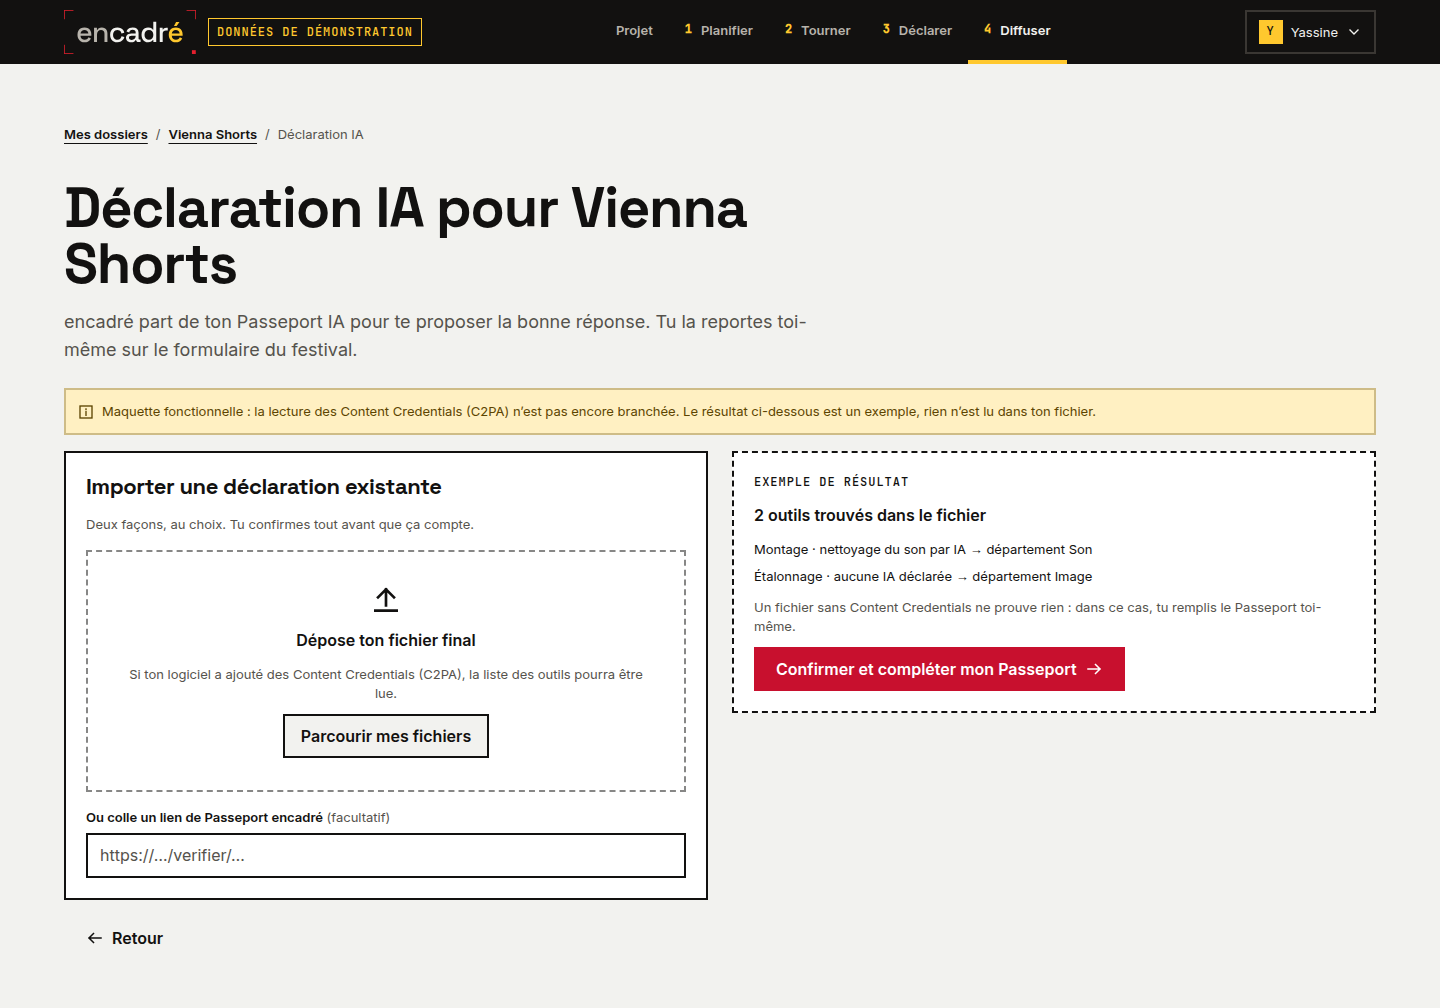 encadré
DONNÉES DE DÉMONSTRATION
Projet
1 Planifier
2 Tourner
3 Déclarer
4 Diffuser
Y Yassine
Mes dossiers / Vienna Shorts / Déclaration IA
Déclaration IA pour Vienna
Shorts
encadré part de ton Passeport IA pour te proposer la bonne réponse. Tu la reportes toi-
même sur le formulaire du festival.
Maquette fonctionnelle : la lecture des Content Credentials (C2PA) n’est pas encore branchée. Le résultat ci-dessous est un exemple, rien n’est lu dans ton fichier.
Importer une déclaration existante
Deux façons, au choix. Tu confirmes tout avant que ça compte.
Dépose ton fichier final
Si ton logiciel a ajouté des Content Credentials (C2PA), la liste des outils pourra être
lue.
Parcourir mes fichiers
Ou colle un lien de Passeport encadré (facultatif)
https://…/verifier/…
EXEMPLE DE RÉSULTAT
2 outils trouvés dans le fichier
Montage · nettoyage du son par IA → département Son
Étalonnage · aucune IA déclarée → département Image
Un fichier sans Content Credentials ne prouve rien : dans ce cas, tu remplis le Passeport toi-
même.
Confirmer et compléter mon Passeport →
← Retour